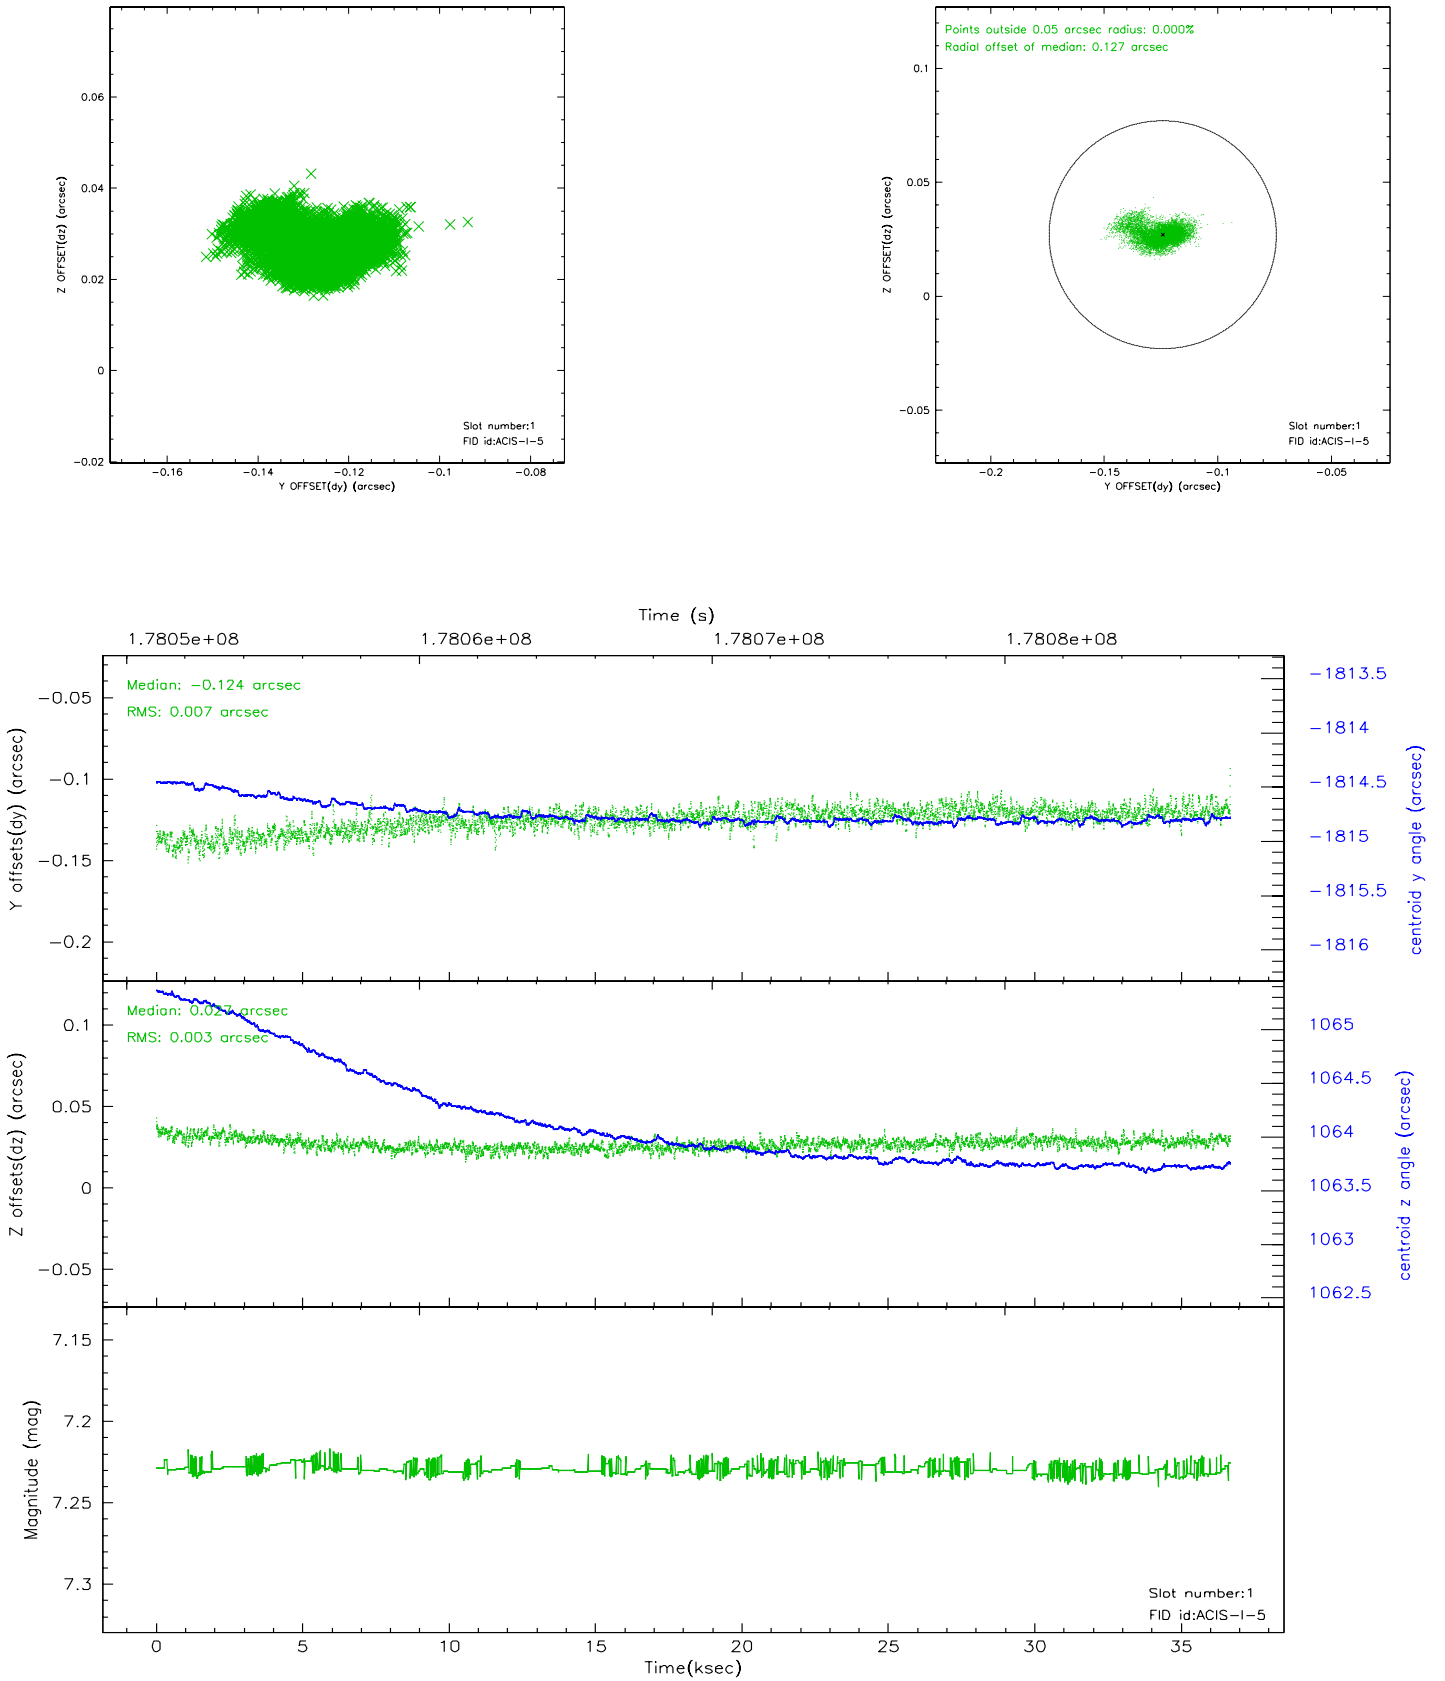 0.06
0.04
0.02
0
−0.02
Z OFFSET(dz) (arcsec)
Slot number:1
FID id:ACIS−I−5
−0.16 −0.14 −0.12 −0.1 −0.08
Y OFFSET(dy) (arcsec)
Points outside 0.05 arcsec radius: 0.000%
Radial offset of median: 0.127 arcsec
0.1
0.05
0
−0.05
Z OFFSET(dz) (arcsec)
Slot number:1
FID id:ACIS−I−5
−0.2 −0.15 −0.1 −0.05
Y OFFSET(dy) (arcsec)
Time (s)
1.7805e+08 1.7806e+08 1.7807e+08 1.7808e+08
Median: −0.124 arcsec
RMS: 0.007 arcsec
−0.05
−0.1
−0.15
−0.2
Y offsets(dy) (arcsec)
−1813.5
−1814
−1814.5
−1815
−1815.5
−1816
centroid y angle (arcsec)
Median: 0.027 arcsec
RMS: 0.003 arcsec
0.1
0.05
0
−0.05
Z offsets(dz) (arcsec)
1065
1064.5
1064
1063.5
1063
1062.5
centroid z angle (arcsec)
7.15
7.2
7.25
7.3
Magnitude (mag)
Slot number:1
FID id:ACIS−I−5
0 5 10 15 20 25 30 35
Time(ksec)